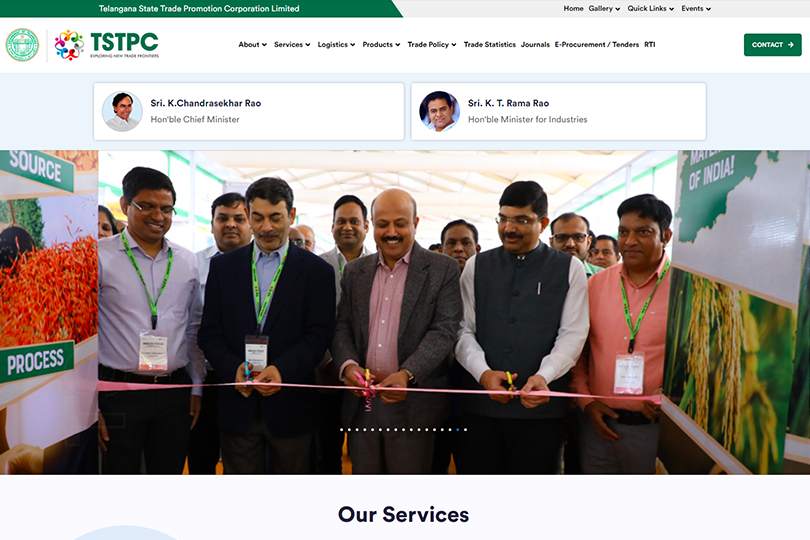 Telangana State Trade Promotion Corporation Limited
Home Gallery Quick Links Events
TSTPC
EXPLORING NEW TRADE FRONTIERS
About Services Logistics Products Trade Policy Trade Statistics Journals E-Procurement / Tenders RTI
CONTACT
Sri. K.Chandrasekhar Rao
Hon'ble Chief Minister
Sri. K. T. Rama Rao
Hon'ble Minister for Industries
SOURCE
PROCESS
OF INDIA!
Our Services